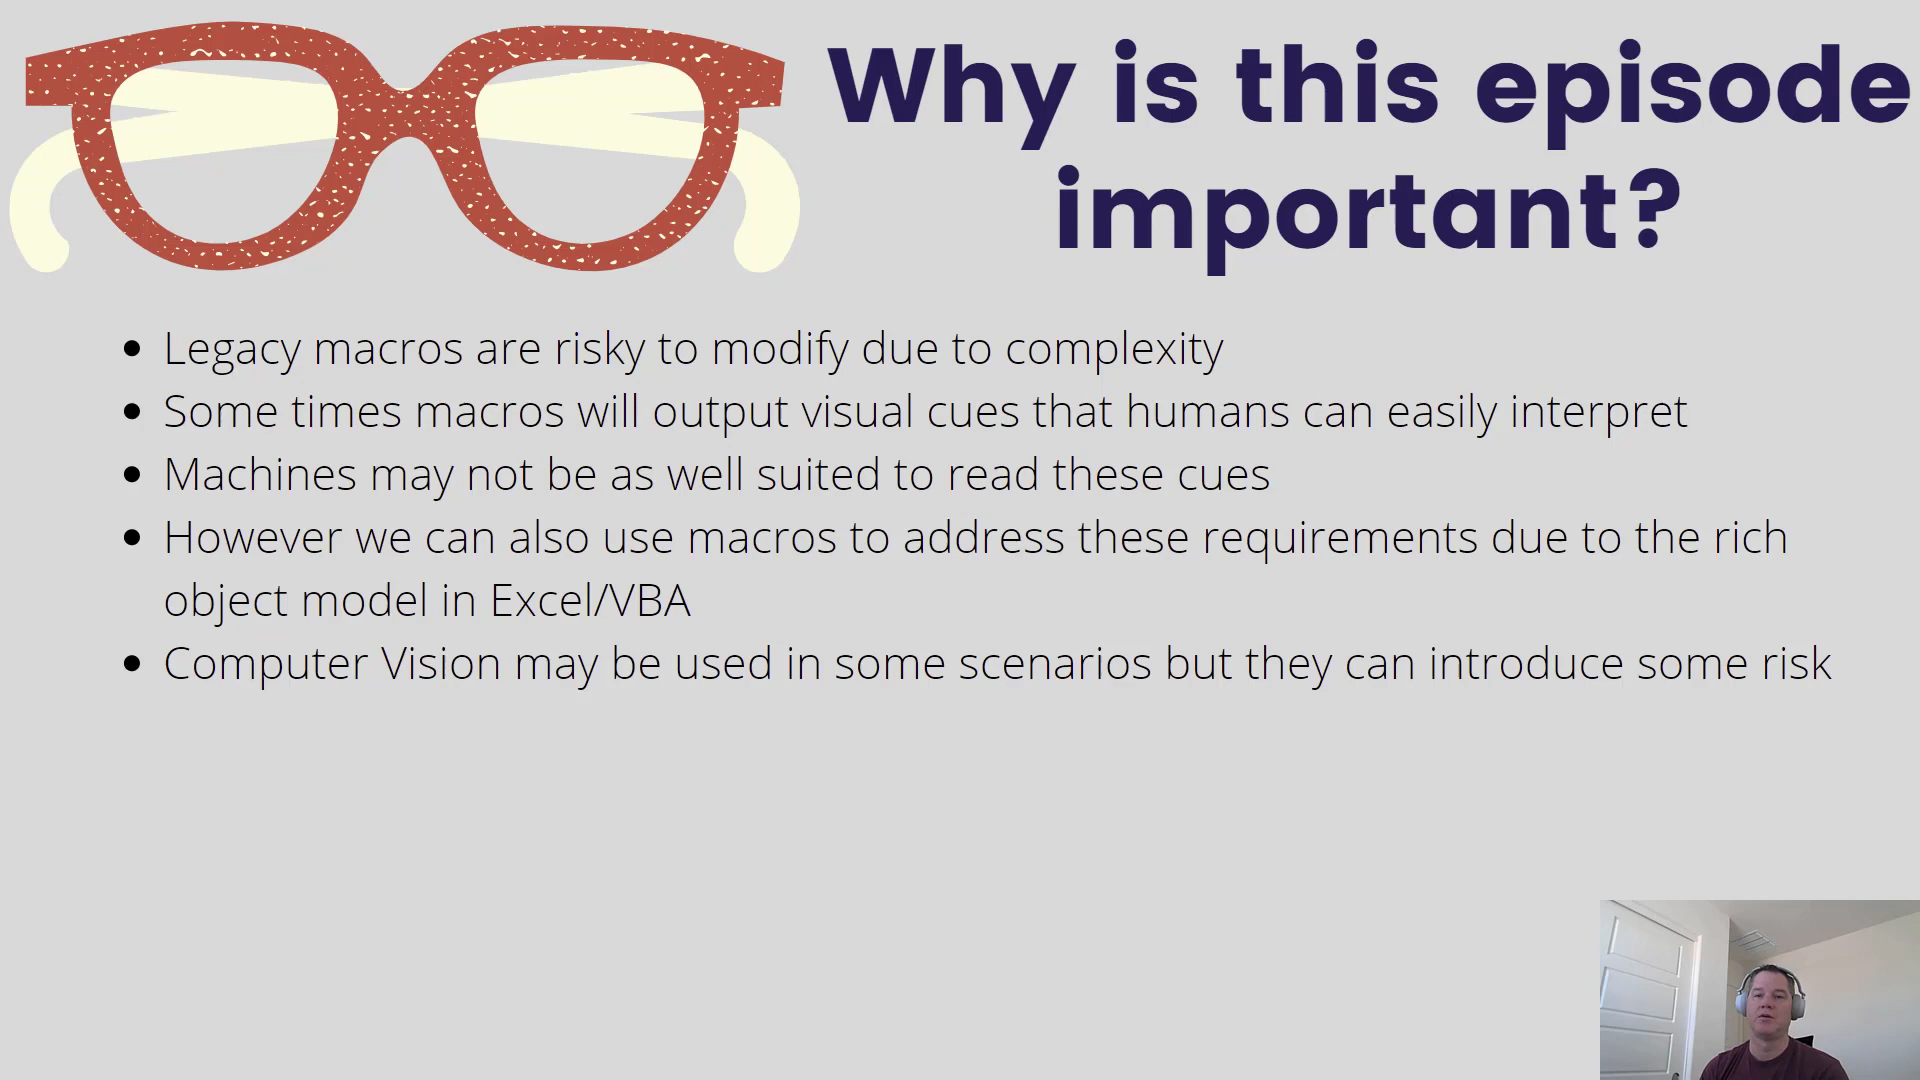 Why is this episode
important?
• Legacy macros are risky to modify due to complexity
• Some times macros will output visual cues that humans can easily interpret
• Machines may not be as well suited to read these cues
• However we can also use macros to address these requirements due to the rich
object model in Excel/VBA
• Computer Vision may be used in some scenarios but they can introduce some risk